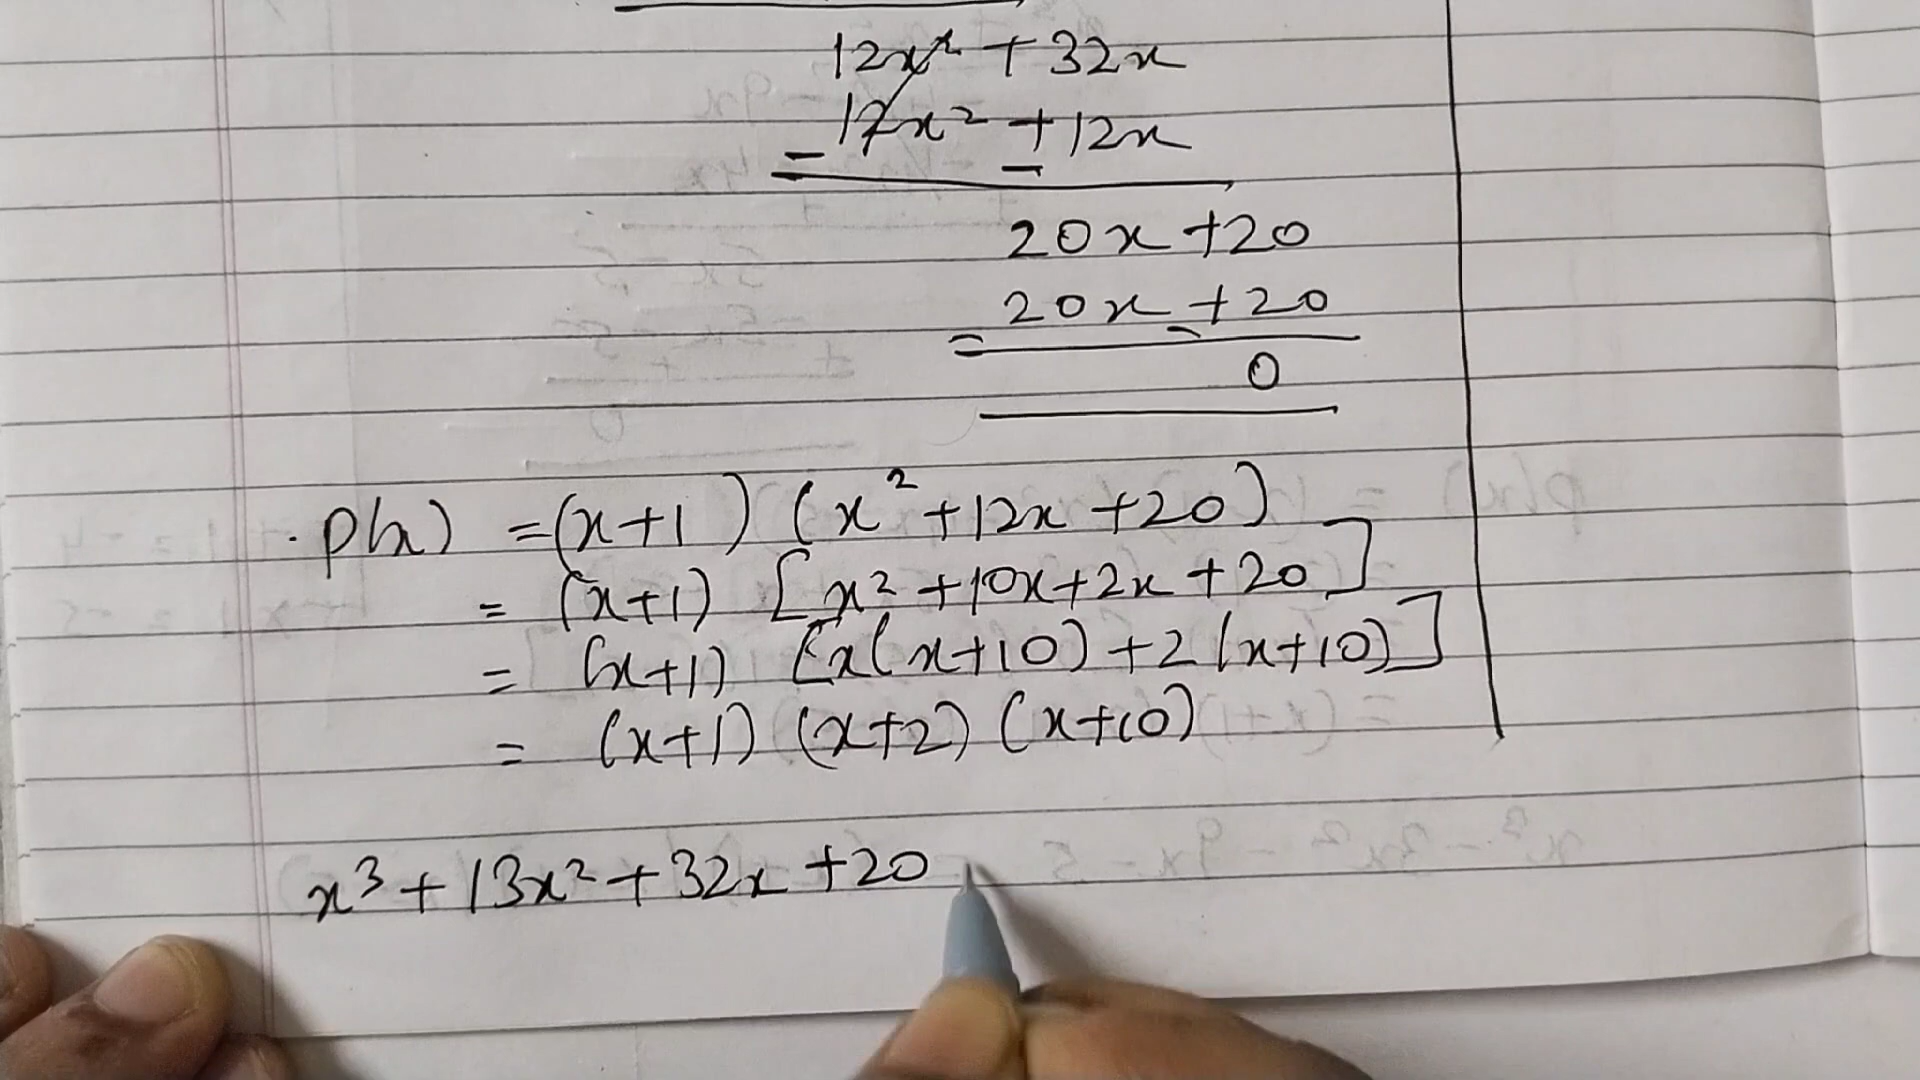 12x² + 32x
12x² + 12x
20x + 20
20x + 20
0
. p(x) = (x+1) (x² + 12x + 20)
= (x+1) [x² + 10x + 2x + 20]
= (x+1) [x(x+10) + 2(x+10)]
= (x+1) (x+2) (x+10)
x³ + 13x² + 32x + 20